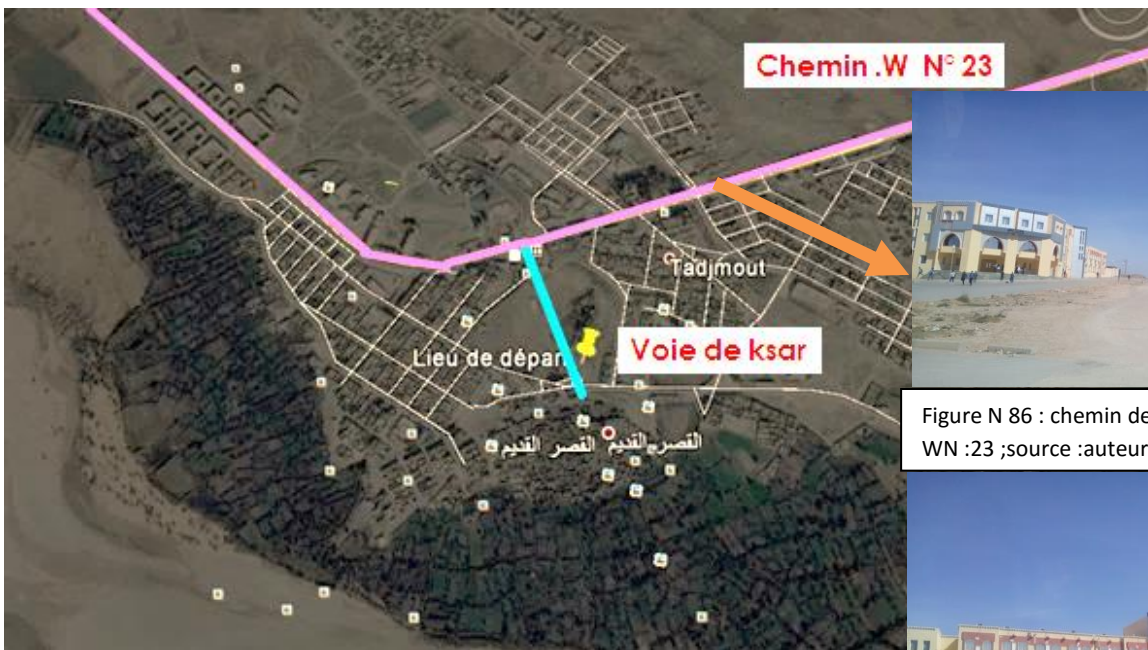 Chemin .W N° 23
Tadjmout
Voie de ksar
Lieu de dépar
القصر القديم القصر القديم
Figure N 86 : chemin de
WN :23 ;source :auteur